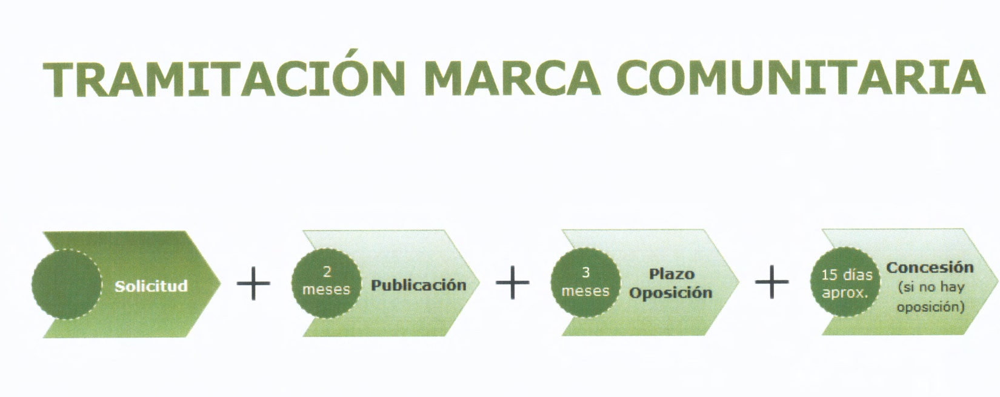 TRAMITACIÓN MARCA COMUNITARIA
Solicitud
+
2
meses
Publicación
+
3
meses
Plazo
Oposición
+
15 días
aprox.
Concesión
(si no hay
oposición)